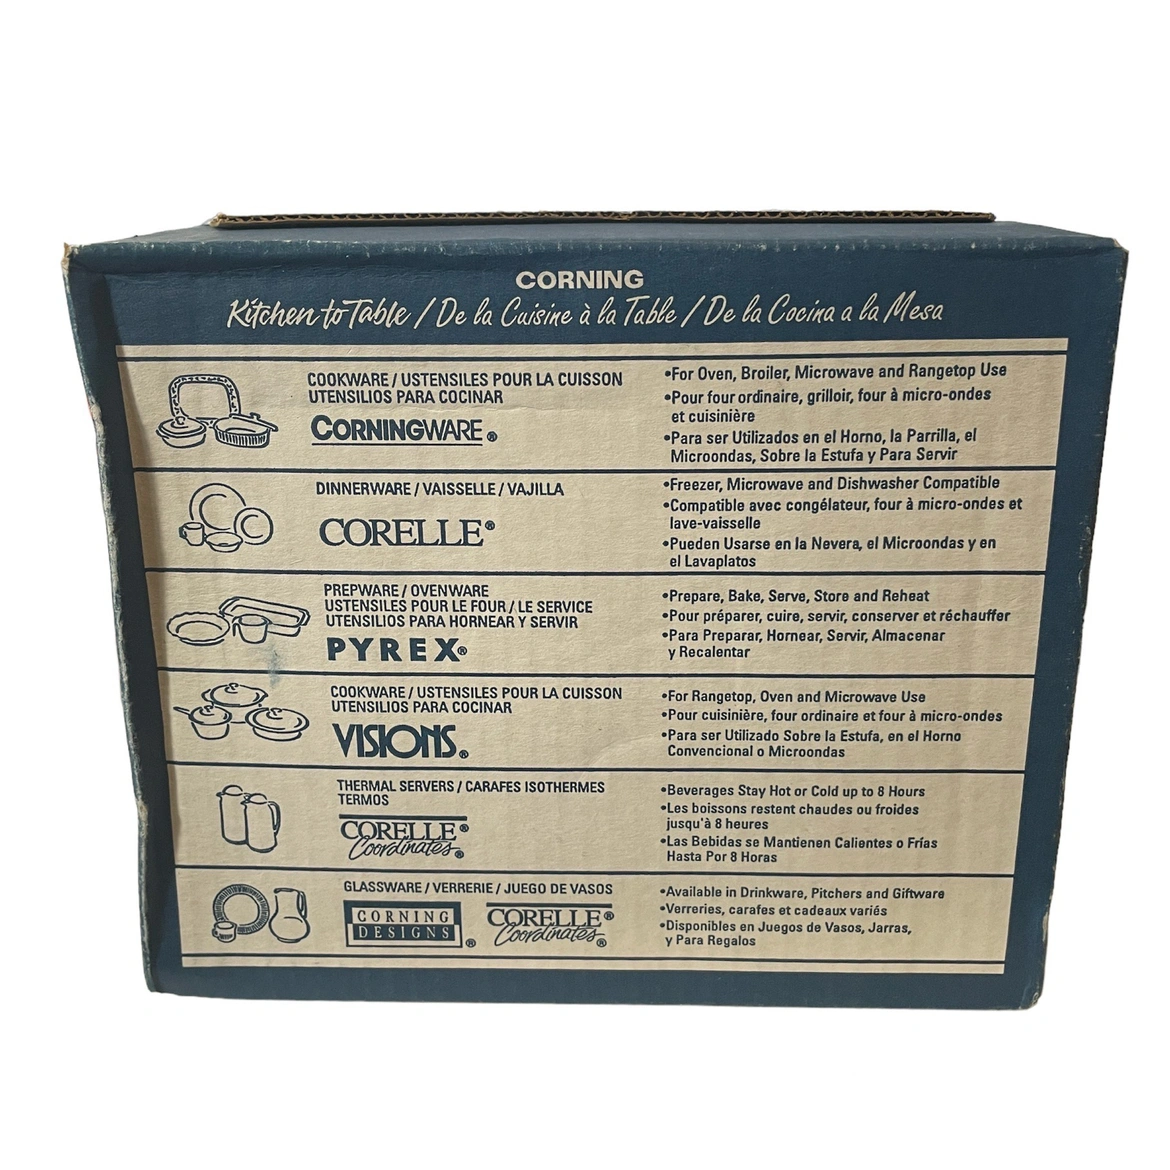 CORNING
Kitchen to Table / De la Cuisine à la Table / De la Cocina a la Mesa
COOKWARE / USTENSILES POUR LA CUISSON
UTENSILIOS PARA COCINAR
CORNINGWARE®
•For Oven, Broiler, Microwave and Rangetop Use
•Pour four ordinaire, grilloir, four à micro-ondes
et cuisinière
•Para ser Utilizados en el Horno, la Parrilla, el
Microondas, Sobre la Estufa y Para Servir
DINNERWARE / VAISSELLE / VAJILLA
CORELLE®
•Freezer, Microwave and Dishwasher Compatible
•Compatible avec congélateur, four à micro-ondes et
lave-vaisselle
•Pueden Usarse en la Nevera, el Microondas y en
el Lavaplatos
PREPWARE / OVENWARE
USTENSILES POUR LE FOUR / LE SERVICE
UTENSILIOS PARA HORNEAR Y SERVIR
PYREX®
•Prepare, Bake, Serve, Store and Reheat
•Pour préparer, cuire, servir, conserver et réchauffer
•Para Preparar, Hornear, Servir, Almacenar
y Recalentar
COOKWARE / USTENSILES POUR LA CUISSON
UTENSILIOS PARA COCINAR
VISIONS®
•For Rangetop, Oven and Microwave Use
•Pour cuisinière, four ordinaire et four à micro-ondes
•Para ser Utilizado Sobre la Estufa, en el Horno
Convencional o Microondas
THERMAL SERVERS / CARAFES ISOTHERMES
TERMOS
CORELLE®
Coordinates®
•Beverages Stay Hot or Cold up to 8 Hours
•Les boissons restent chaudes ou froides
jusqu'à 8 heures
•Las Bebidas se Mantienen Calientes o Frías
Hasta Por 8 Horas
GLASSWARE / VERRERIE / JUEGO DE VASOS
CORNING
DESIGNS®
CORELLE®
Coordinates®
•Available in Drinkware, Pitchers and Giftware
•Verreries, carafes et cadeaux variés
•Disponibles en Juegos de Vasos, Jarras,
y Para Regalos